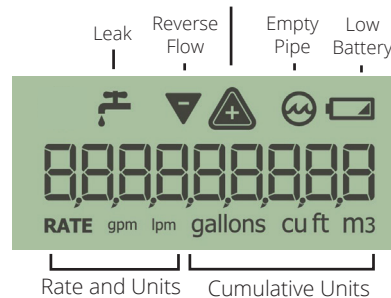 Leak Reverse Flow Empty Pipe Low Battery
8,8,8,8,8,8,8,8,8
RATE gpm lpm gallons cu ft m3
Rate and Units Cumulative Units